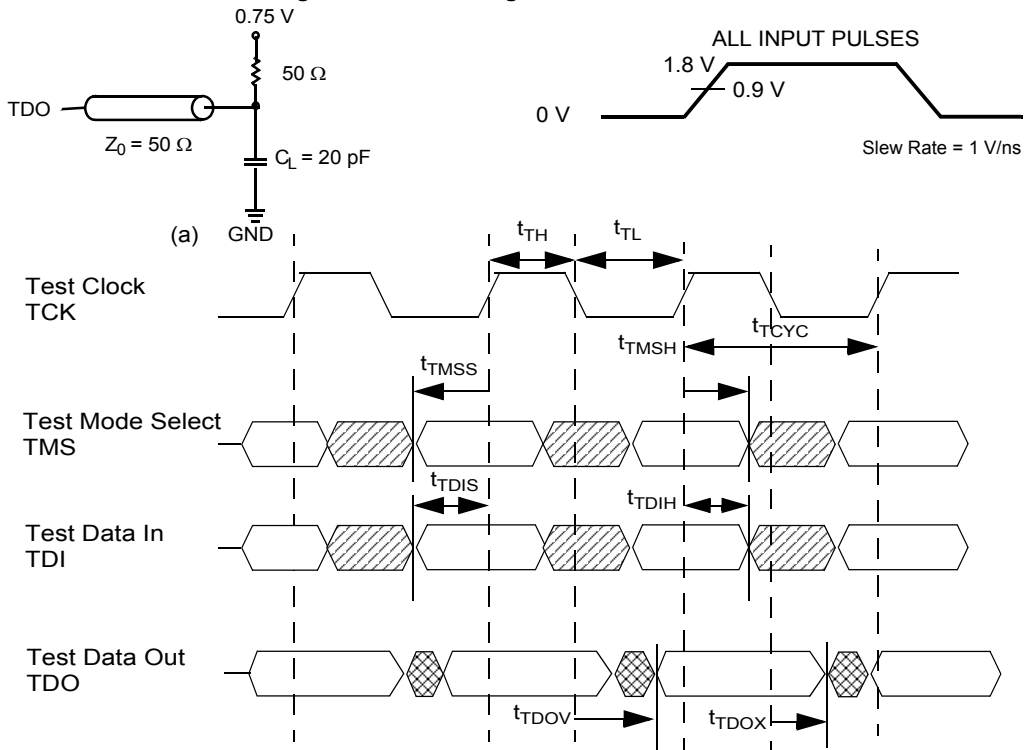 0.75 V
50 Ω
TDO
Z0 = 50 Ω
CL = 20 pF
(a) GND
ALL INPUT PULSES
1.8 V
0.9 V
0 V
Slew Rate = 1 V/ns
tTH
tTL
Test Clock
TCK
tTCYC
tTMSH
tTMSS
Test Mode Select
TMS
tTDIS
tTDIH
Test Data In
TDI
Test Data Out
TDO
tTDOV
tTDOX